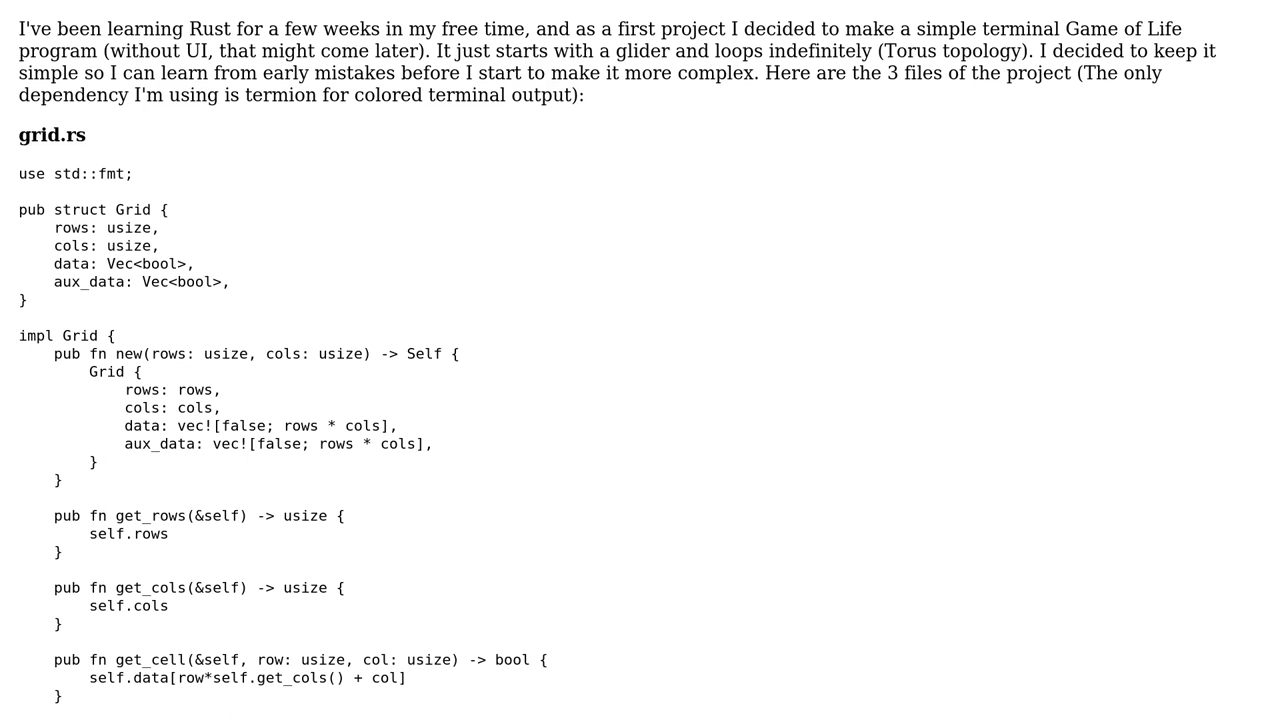 I've been learning Rust for a few weeks in my free time, and as a first project I decided to make a simple terminal Game of Life
program (without UI, that might come later). It just starts with a glider and loops indefinitely (Torus topology). I decided to keep it
simple so I can learn from early mistakes before I start to make it more complex. Here are the 3 files of the project (The only
dependency I'm using is termion for colored terminal output):
grid.rs
use std::fmt;
pub struct Grid {
    rows: usize,
    cols: usize,
    data: Vec<bool>,
    aux_data: Vec<bool>,
}
impl Grid {
    pub fn new(rows: usize, cols: usize) -> Self {
        Grid {
            rows: rows,
            cols: cols,
            data: vec![false; rows * cols],
            aux_data: vec![false; rows * cols],
        }
    }
    pub fn get_rows(&self) -> usize {
        self.rows
    }
    pub fn get_cols(&self) -> usize {
        self.cols
    }
    pub fn get_cell(&self, row: usize, col: usize) -> bool {
        self.data[row*self.get_cols() + col]
    }